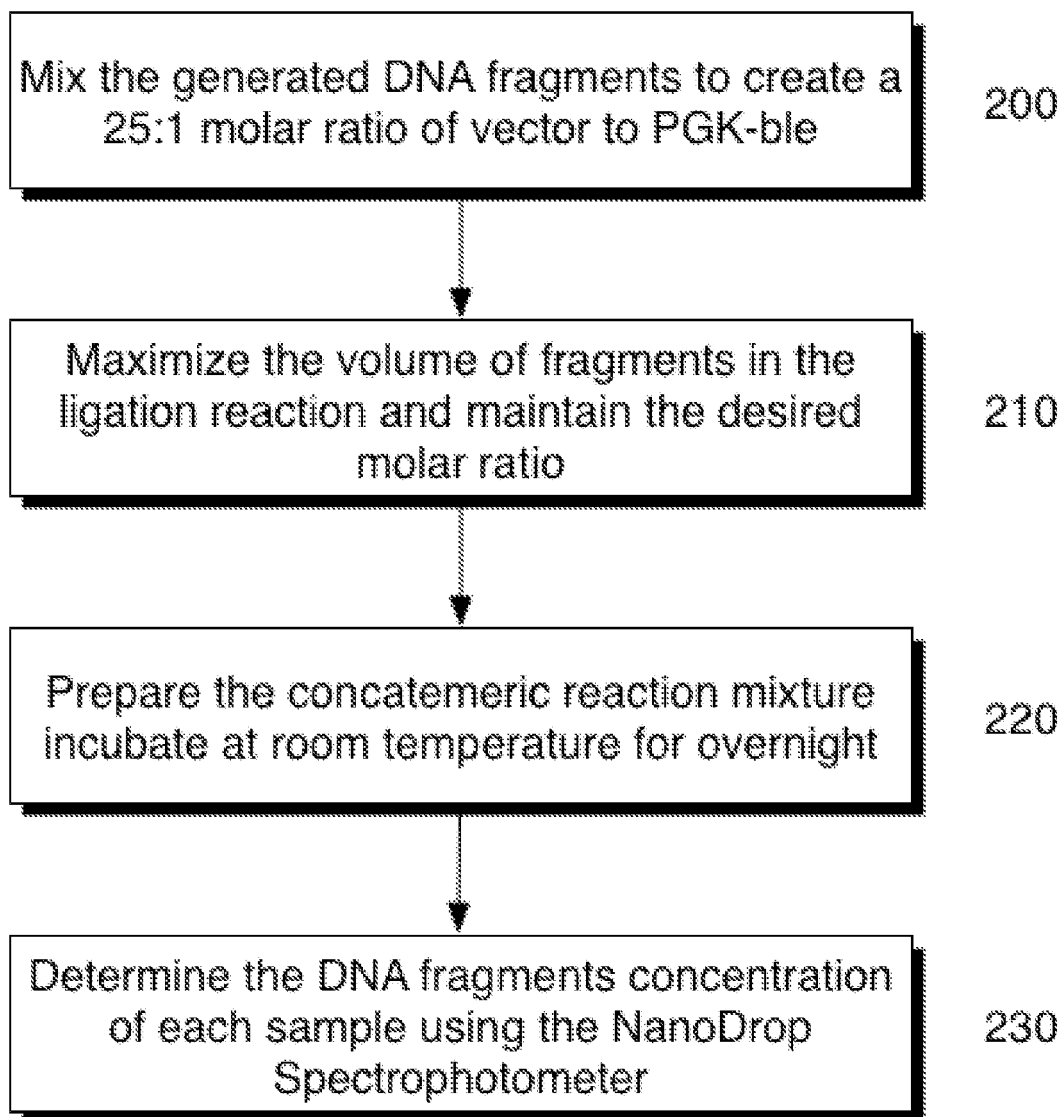 Mix the generated DNA fragments to create a
25:1 molar ratio of vector to PGK-ble
200
Maximize the volume of fragments in the
ligation reaction and maintain the desired
molar ratio
210
Prepare the concatemeric reaction mixture
incubate at room temperature for overnight
220
Determine the DNA fragments concentration
of each sample using the NanoDrop
Spectrophotometer
230